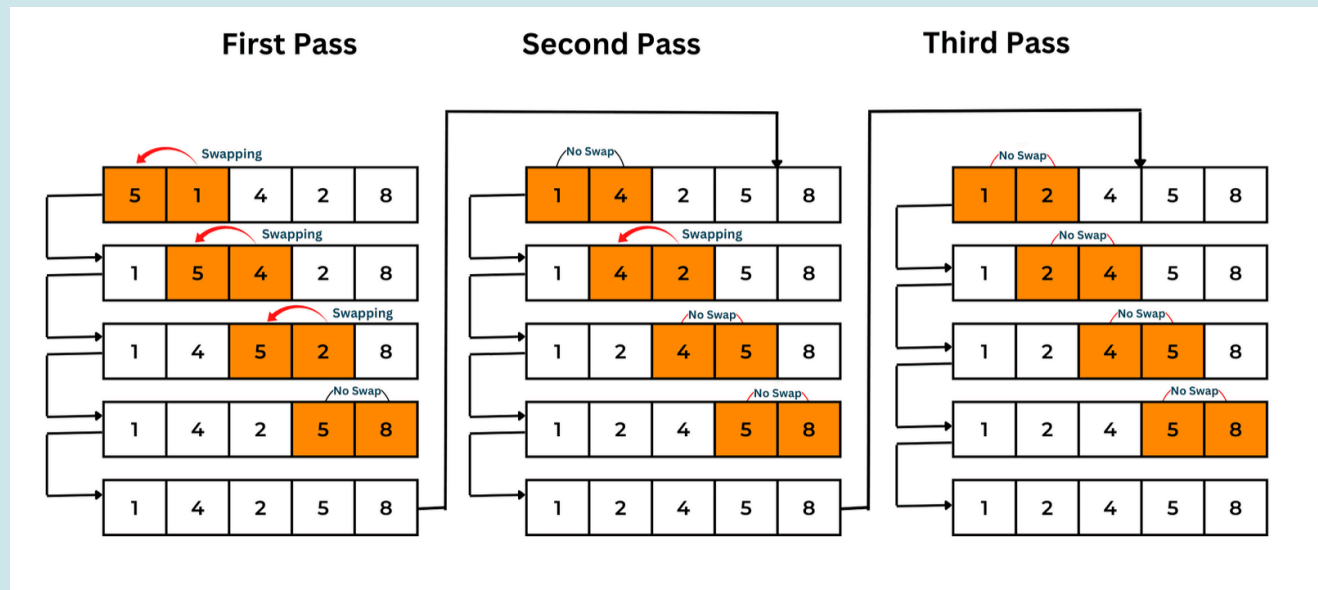 First Pass
Swapping
5 1 4 2 8
Swapping
1 5 4 2 8
Swapping
1 4 5 2 8
No Swap
1 4 2 5 8
1 4 2 5 8
Second Pass
No Swap
1 4 2 5 8
Swapping
1 4 2 5 8
No Swap
1 2 4 5 8
No Swap
1 2 4 5 8
1 2 4 5 8
Third Pass
No Swap
1 2 4 5 8
No Swap
1 2 4 5 8
No Swap
1 2 4 5 8
No Swap
1 2 4 5 8
1 2 4 5 8